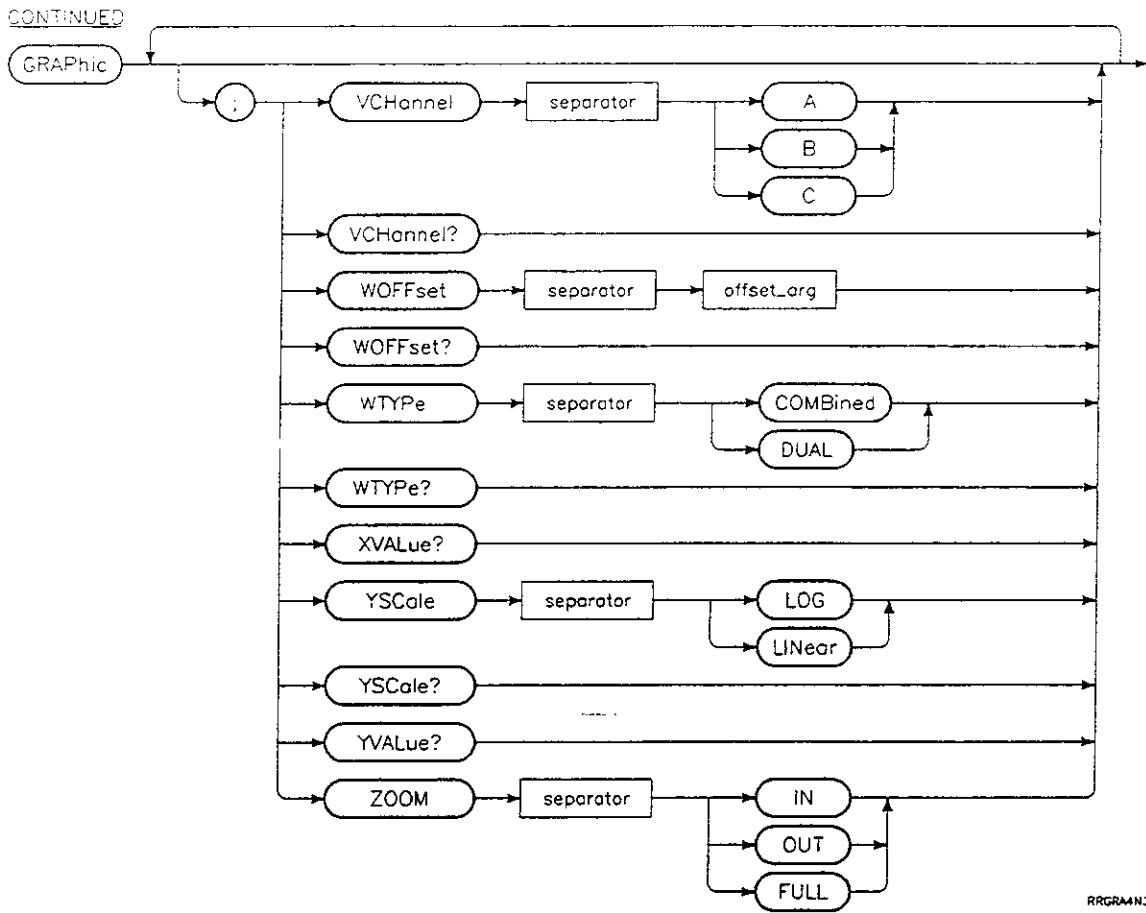 CONTINUED
GRAPhic
;
VCHannel separator A
B
C
VCHannel?
WOFFset separator offset_arg
WOFFset?
WTYPe separator COMBined
DUAL
WTYPe?
XVALue?
YSCale separator LOG
LINear
YSCale?
YVALue?
ZOOM separator IN
OUT
FULL